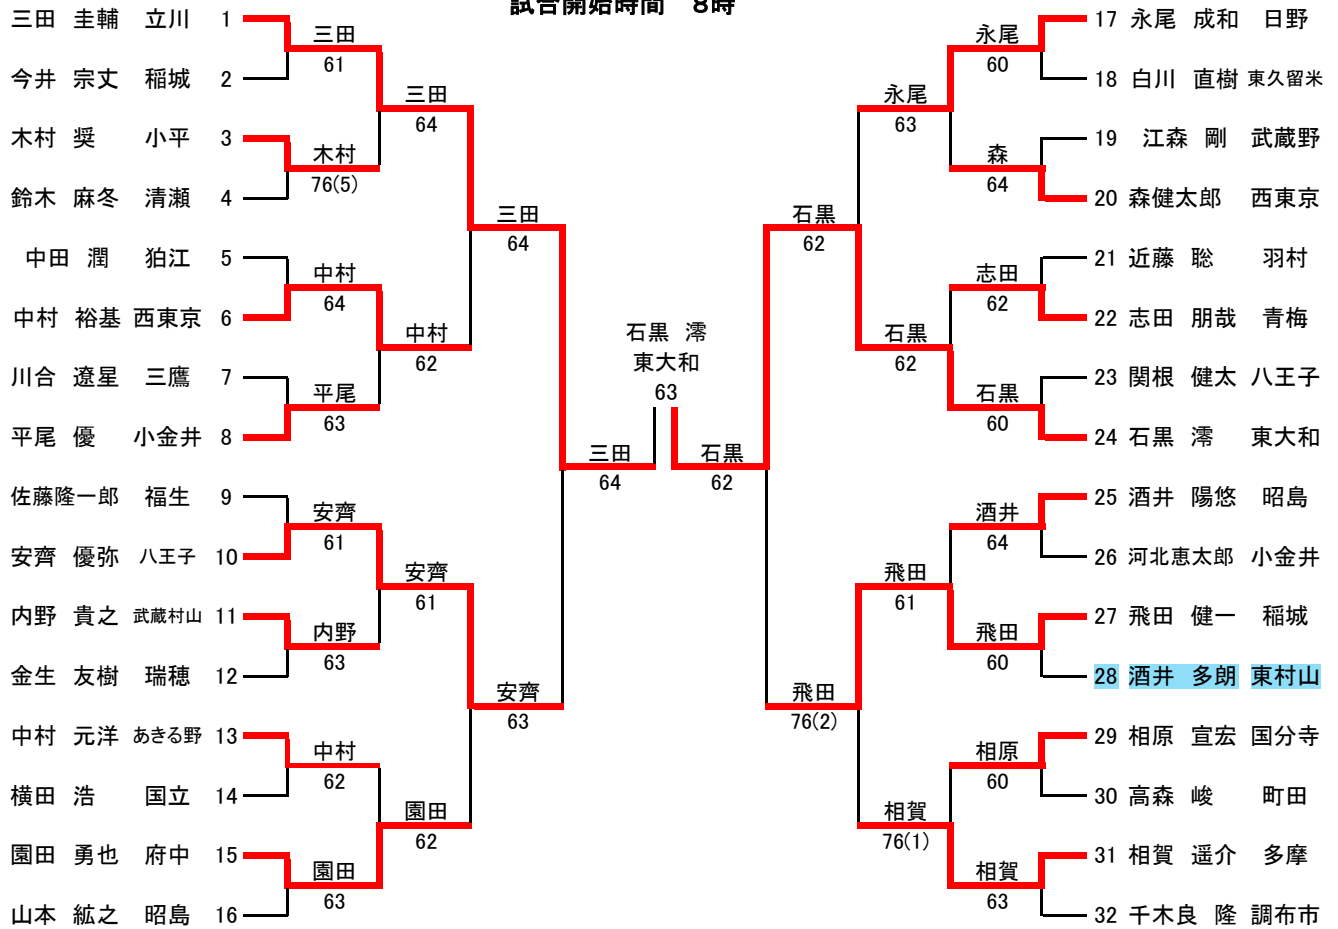 試合開始時間 8時
三田 圭輔 立川 1
今井 宗丈 稲城 2
木村 奨 小平 3
鈴木 麻冬 清瀬 4
中田 潤 狛江 5
中村 裕基 西東京 6
川合 遼星 三鷹 7
平尾 優 小金井 8
佐藤隆一郎 福生 9
安齊 優弥 八王子 10
内野 貴之 武蔵村山 11
金生 友樹 瑞穂 12
中村 元洋 あきる野 13
横田 浩 国立 14
園田 勇也 府中 15
山本 紘之 昭島 16
三田
61
木村
76(5)
中村
64
平尾
63
安齊
61
内野
63
中村
62
園田
63
三田
64
中村
62
安齊
61
園田
62
三田
64
安齊
63
三田
64
石黒 澪
東大和
63
石黒
62
石黒
62
飛田
76(2)
永尾
63
石黒
62
飛田
61
相賀
76(1)
永尾
60
森
64
志田
62
石黒
60
酒井
64
飛田
60
相原
60
相賀
63
17 永尾 成和 日野
18 白川 直樹 東久留米
19 江森 剛 武蔵野
20 森健太郎 西東京
21 近藤 聡 羽村
22 志田 朋哉 青梅
23 関根 健太 八王子
24 石黒 澪 東大和
25 酒井 陽悠 昭島
26 河北恵太郎 小金井
27 飛田 健一 稲城
28 酒井 多朗 東村山
29 相原 宣宏 国分寺
30 高森 峻 町田
31 相賀 遥介 多摩
32 千木良 隆 調布市